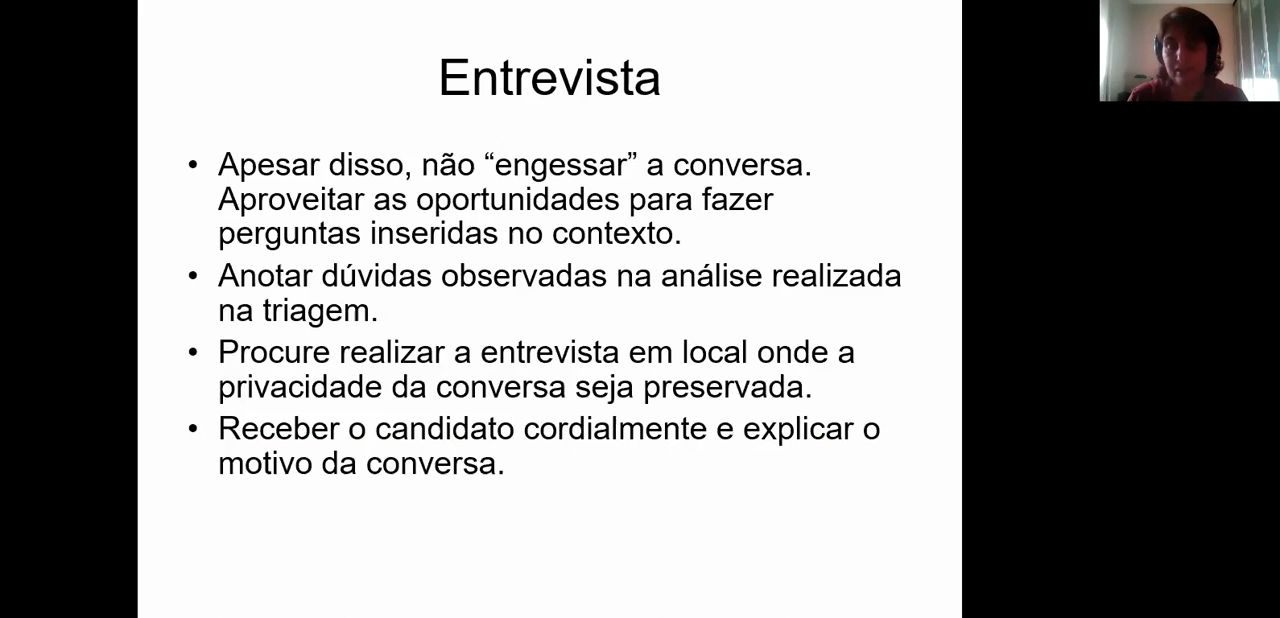 Entrevista
• Apesar disso, não “engessar” a conversa.
Aproveitar as oportunidades para fazer
perguntas inseridas no contexto.
• Anotar dúvidas observadas na análise realizada
na triagem.
• Procure realizar a entrevista em local onde a
privacidade da conversa seja preservada.
• Receber o candidato cordialmente e explicar o
motivo da conversa.